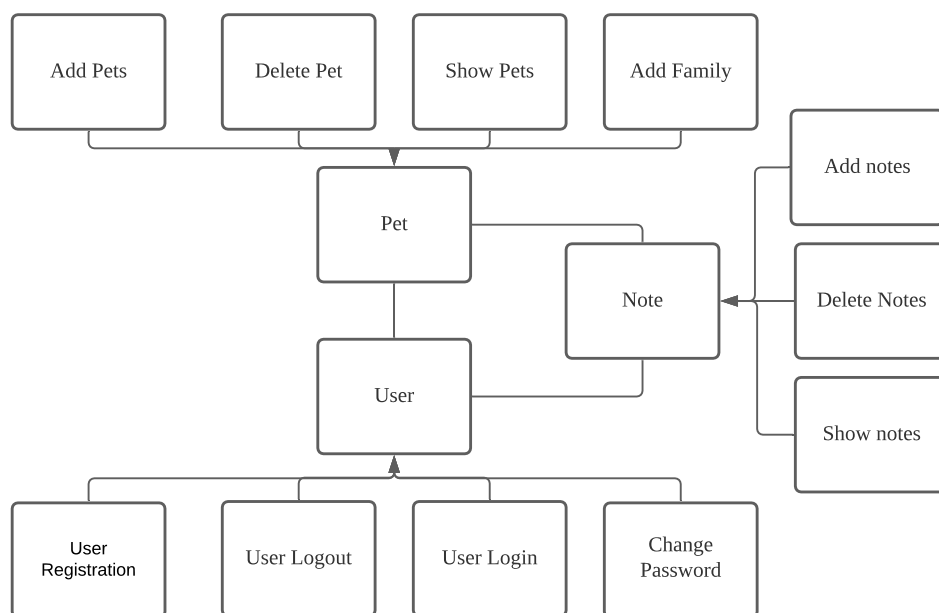 Add Pets
Delete Pet
Show Pets
Add Family
Add notes
Pet
Note
Delete Notes
User
Show notes
User
Registration
User Logout
User Login
Change
Password